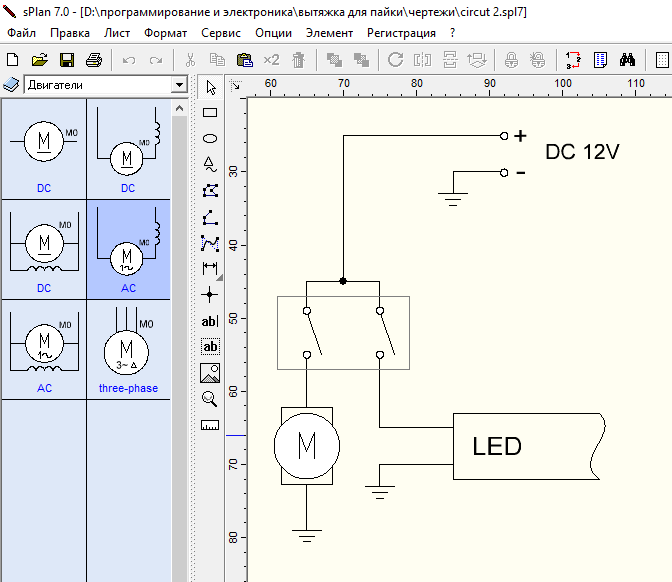 sPlan 7.0 - [D:\программирование и электроника\вытяжка для пайки\чертежи\circut 2.spl7]
Файл Правка Лист Формат Сервис Опции Элемент Регистрация ?
×2
Двигатели
60 70 80 90 100 110
M M0
DC
M M0
DC
M M0
DC
M 1~ M0
AC
M 1~ M0
AC
M 3~ Δ M0
three-phase
ab|
ab
30
40
50
60
70
80
+
-
DC 12V
M
LED